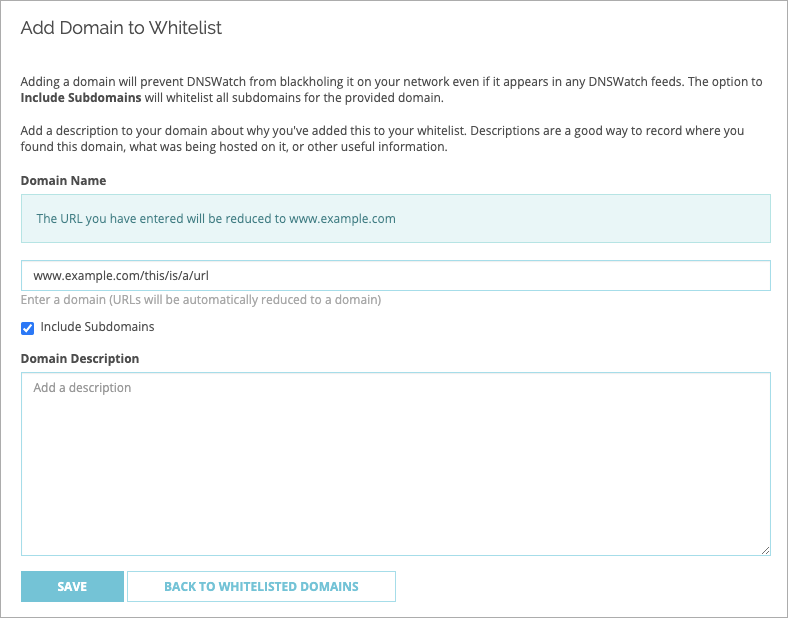 Add Domain to Whitelist
Adding a domain will prevent DNSWatch from blackholing it on your network even if it appears in any DNSWatch feeds. The option to
Include Subdomains will whitelist all subdomains for the provided domain.
Add a description to your domain about why you've added this to your whitelist. Descriptions are a good way to record where you
found this domain, what was being hosted on it, or other useful information.
Domain Name
The URL you have entered will be reduced to www.example.com
www.example.com/this/is/a/url
Enter a domain (URLs will be automatically reduced to a domain)
Include Subdomains
Domain Description
Add a description
SAVE
BACK TO WHITELISTED DOMAINS